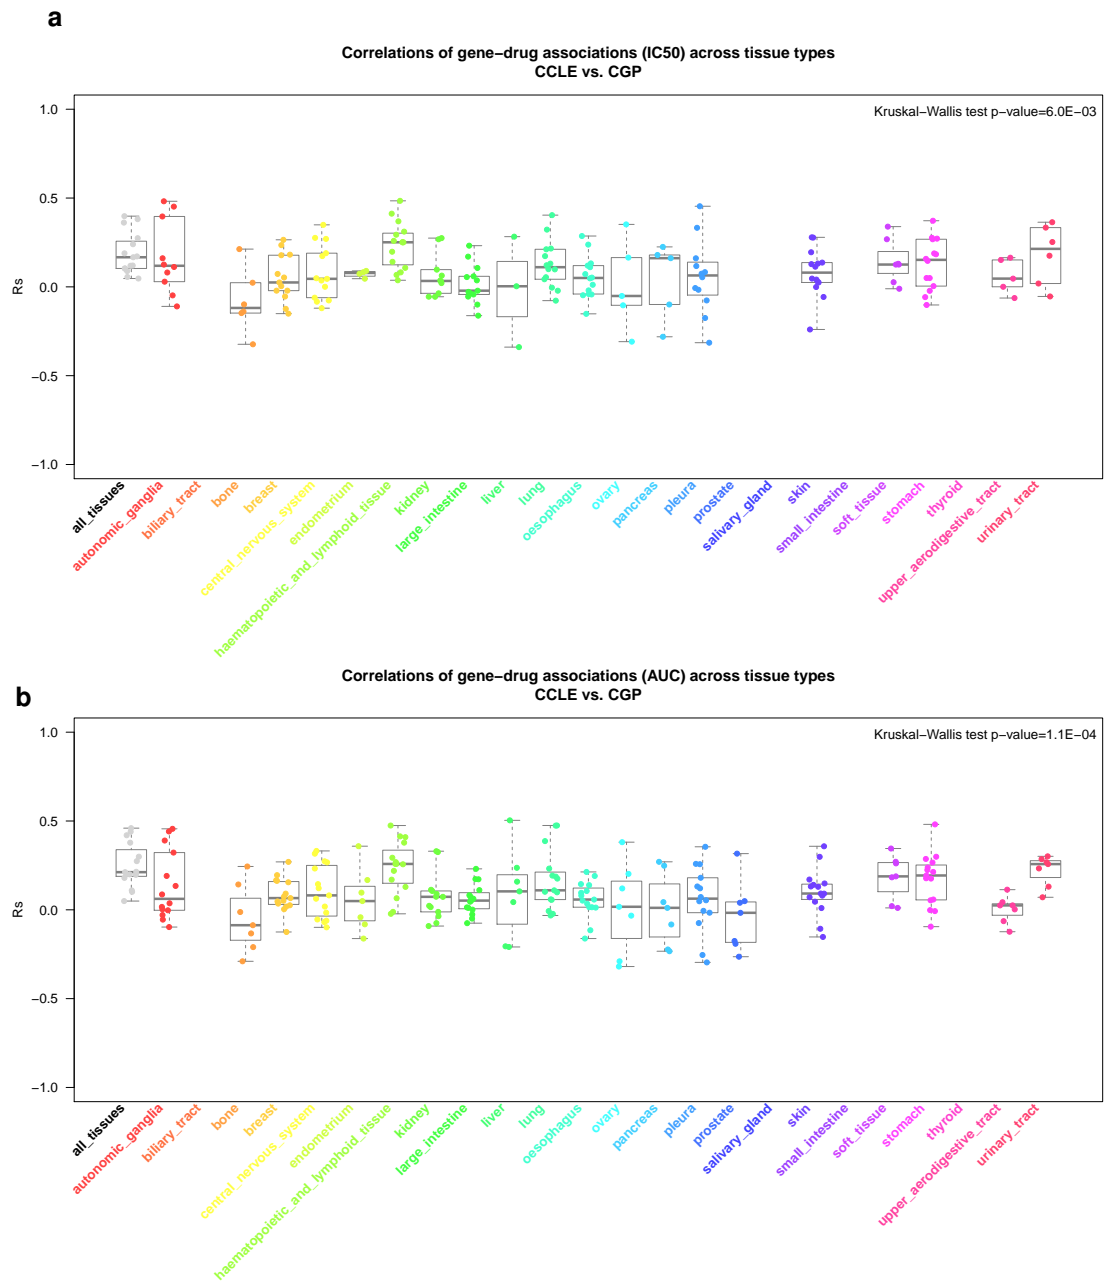 a
Correlations of gene−drug associations (IC50) across tissue types
CCLE vs. CGP
Kruskal−Wallis test p−value=6.0E−03
Rs
1.0
0.5
0.0
−0.5
−1.0
all_tissues
autonomic_ganglia
biliary_tract
bone
breast
central_nervous_system
endometrium
haematopoietic_and_lymphoid_tissue
kidney
large_intestine
liver
lung
oesophagus
ovary
pancreas
pleura
prostate
salivary_gland
skin
small_intestine
soft_tissue
stomach
thyroid
upper_aerodigestive_tract
urinary_tract
b
Correlations of gene−drug associations (AUC) across tissue types
CCLE vs. CGP
Kruskal−Wallis test p−value=1.1E−04
Rs
1.0
0.5
0.0
−0.5
−1.0
all_tissues
autonomic_ganglia
biliary_tract
bone
breast
central_nervous_system
endometrium
haematopoietic_and_lymphoid_tissue
kidney
large_intestine
liver
lung
oesophagus
ovary
pancreas
pleura
prostate
salivary_gland
skin
small_intestine
soft_tissue
stomach
thyroid
upper_aerodigestive_tract
urinary_tract